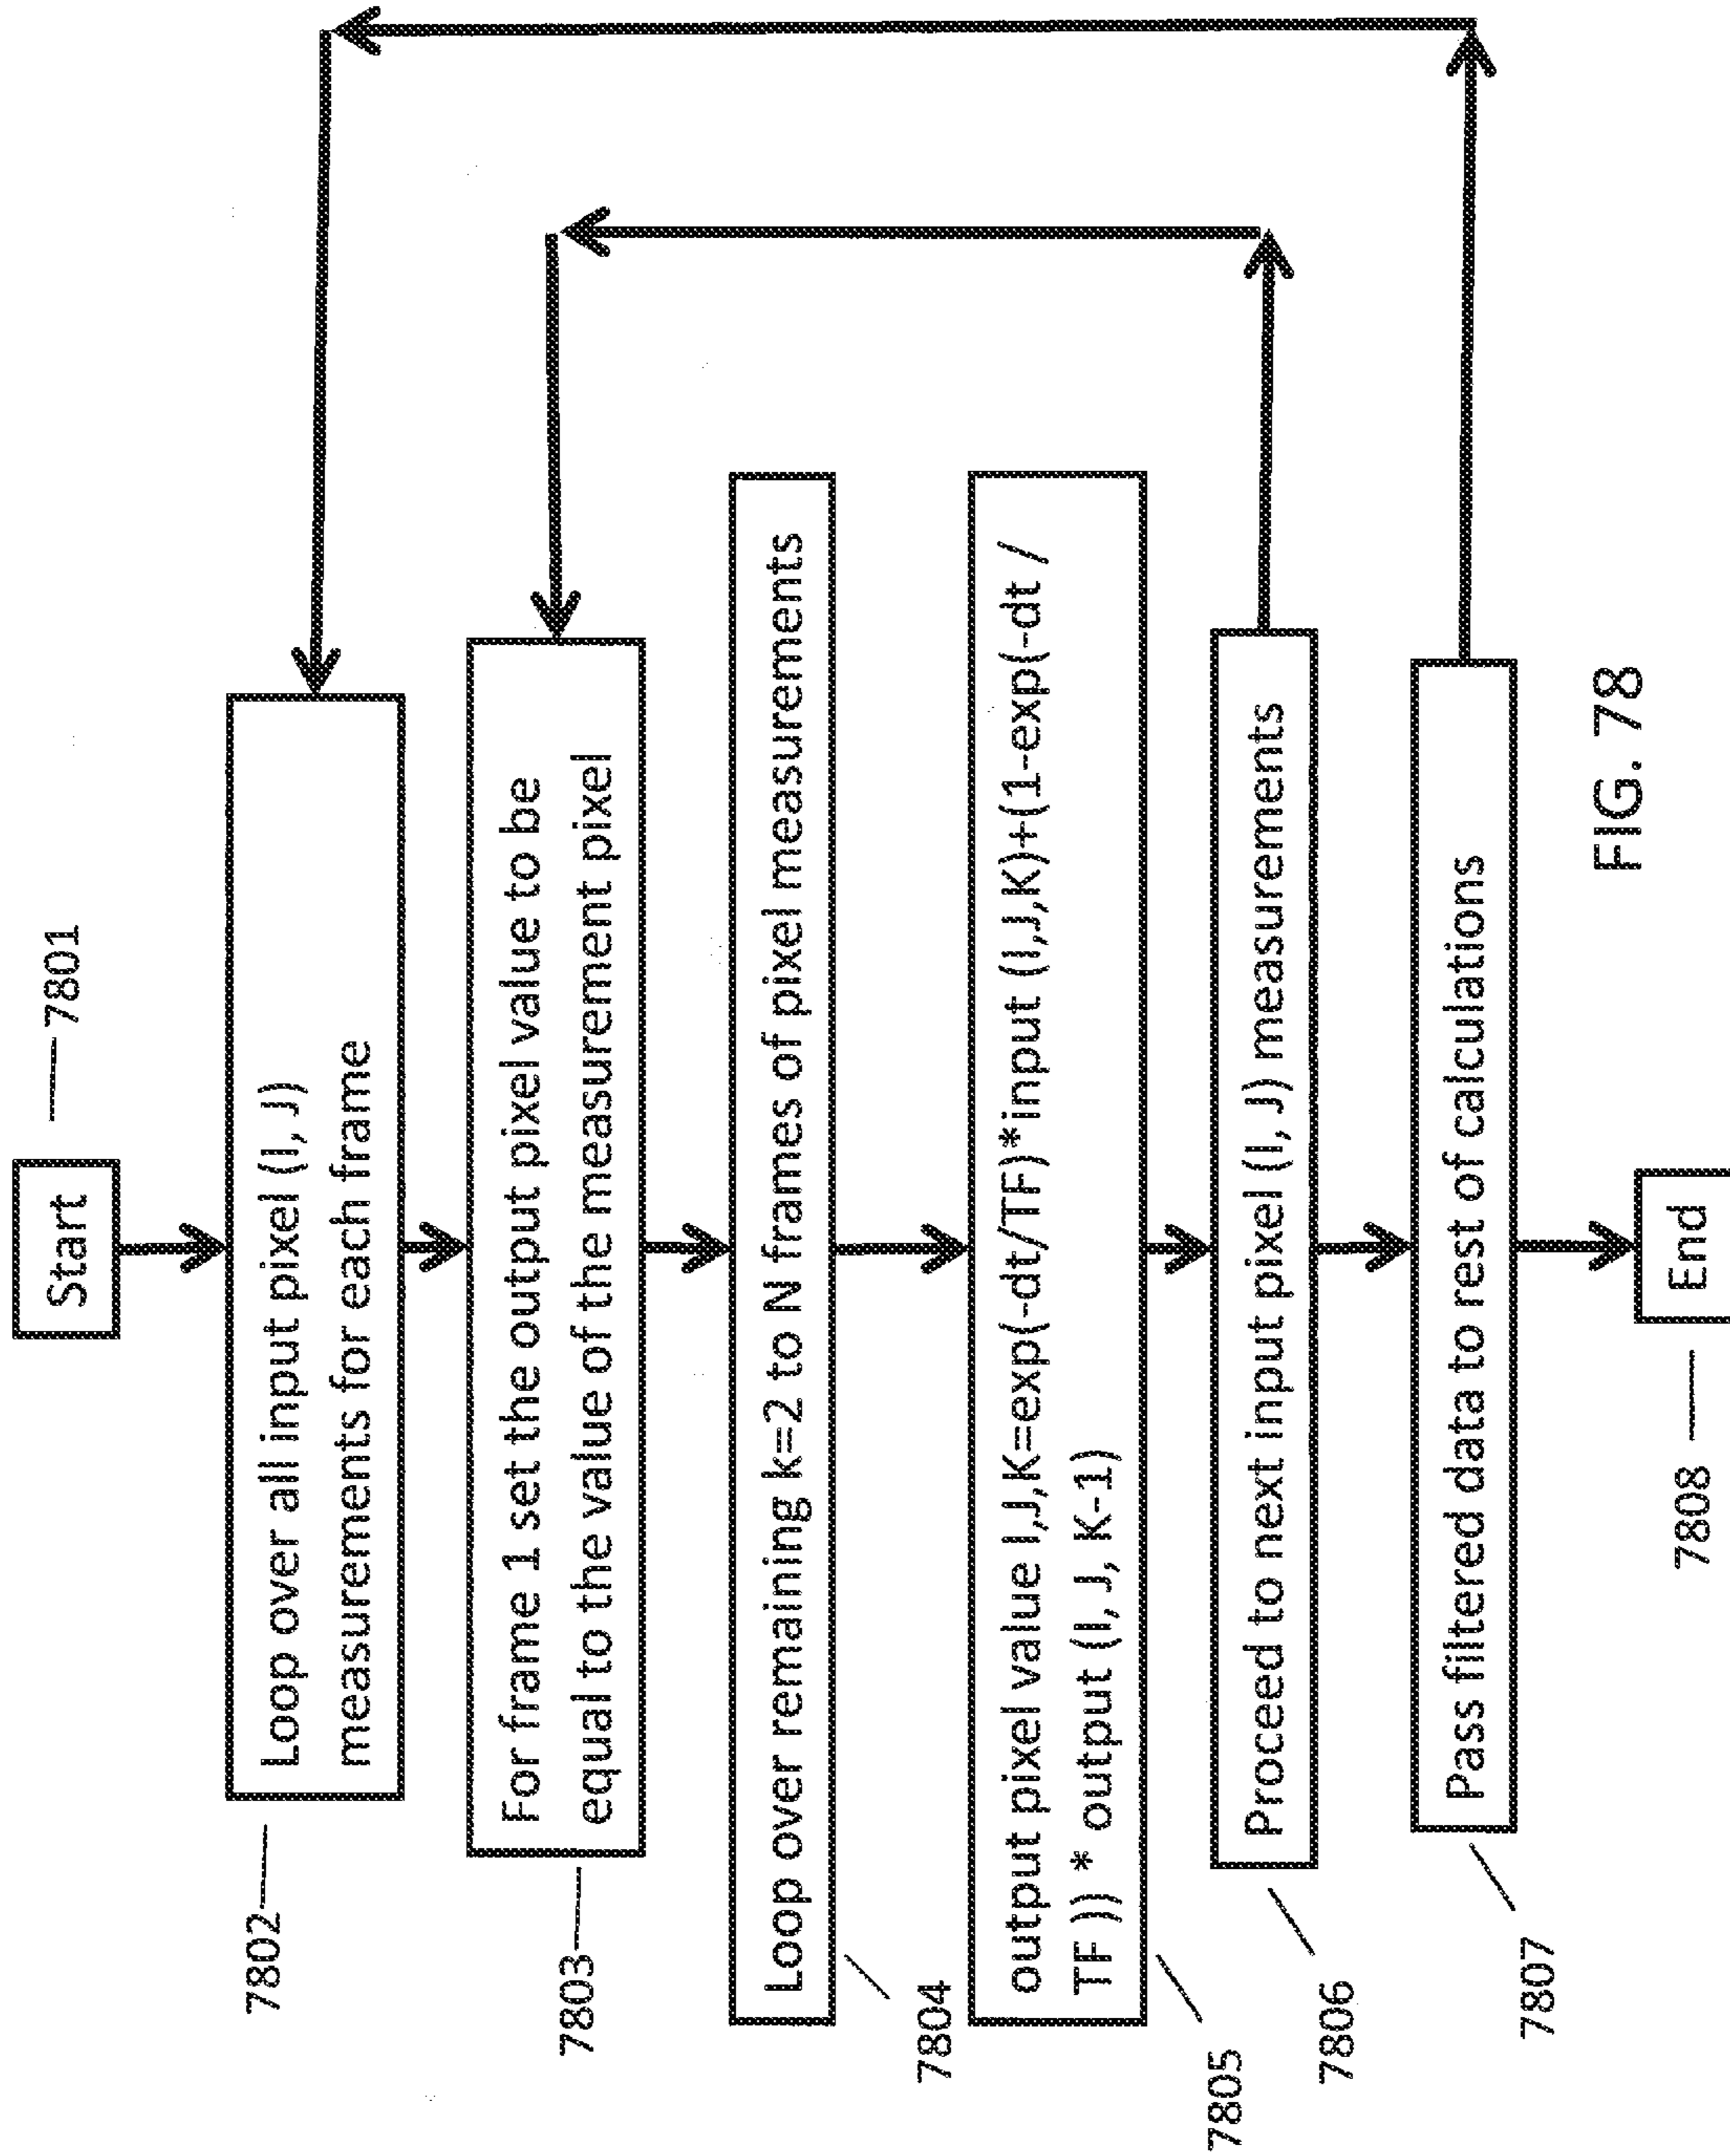 Start
7801
7802
Loop over all input pixel (I, J)
measurements for each frame
7803
For frame 1 set the output pixel value to be
equal to the value of the measurement pixel
7804
Loop over remaining k=2 to N frames of pixel measurements
7805
output pixel value I,J,K=exp(-dt/TF)*input (I,J,K)+(1-exp(-dt /
TF )) * output (I, J, K-1)
7806
Proceed to next input pixel (I, J) measurements
7807
Pass filtered data to rest of calculations
7808
End
FIG. 78